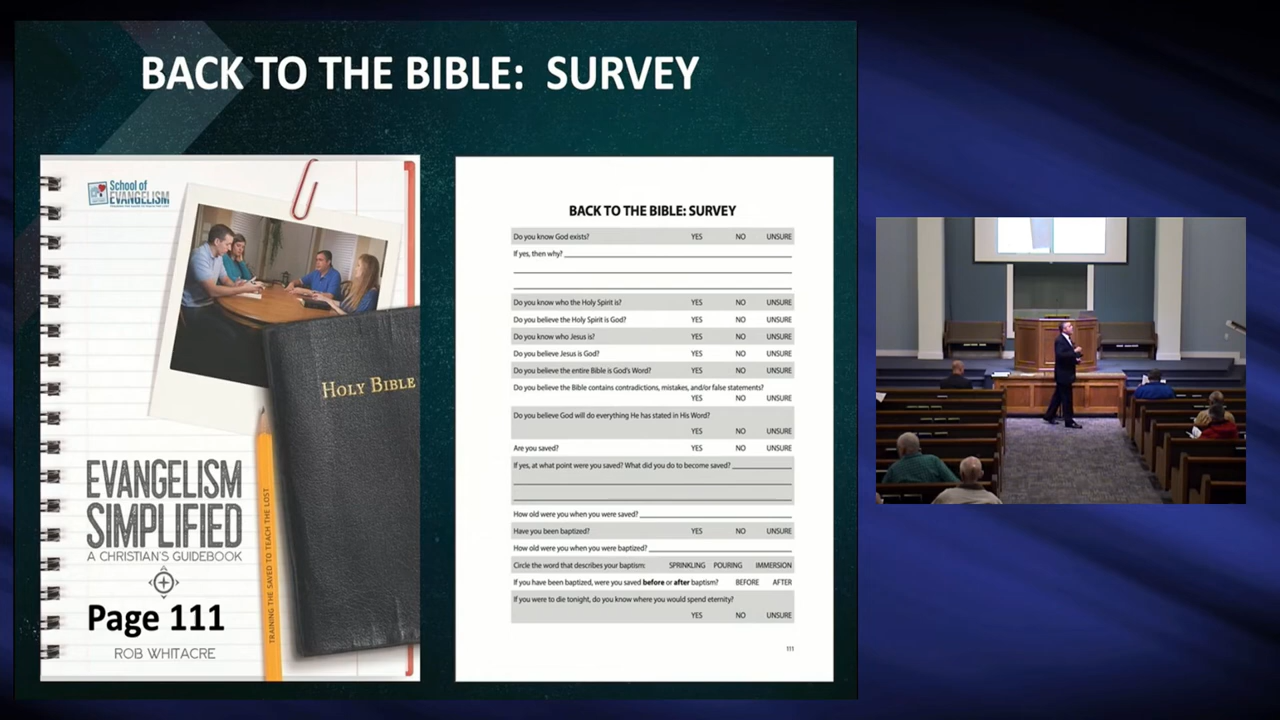 BACK TO THE BIBLE: SURVEY
School of
EVANGELISM
HOLY BIBLE
EVANGELISM
SIMPLIFIED
A CHRISTIAN'S GUIDEBOOK
TRAINING THE SAVED TO TEACH THE LOST
Page 111
ROB WHITACRE
BACK TO THE BIBLE: SURVEY
Do you know God exists? YES NO UNSURE
If yes, then why?
Do you know who the Holy Spirit is? YES NO UNSURE
Do you believe the Holy Spirit is God? YES NO UNSURE
Do you know who Jesus is? YES NO UNSURE
Do you believe Jesus is God? YES NO UNSURE
Do you believe the entire Bible is God's Word? YES NO UNSURE
Do you believe the Bible contains contradictions, mistakes, and/or false statements?
YES NO UNSURE
Do you believe God will do everything He has stated in His Word?
YES NO UNSURE
Are you saved? YES NO UNSURE
If yes, at what point were you saved? What did you do to become saved?
How old were you when you were saved?
Have you been baptized? YES NO UNSURE
How old were you when you were baptized?
Circle the word that describes your baptism: SPRINKLING POURING IMMERSION
If you have been baptized, were you saved before or after baptism? BEFORE AFTER
If you were to die tonight, do you know where you would spend eternity?
YES NO UNSURE
111